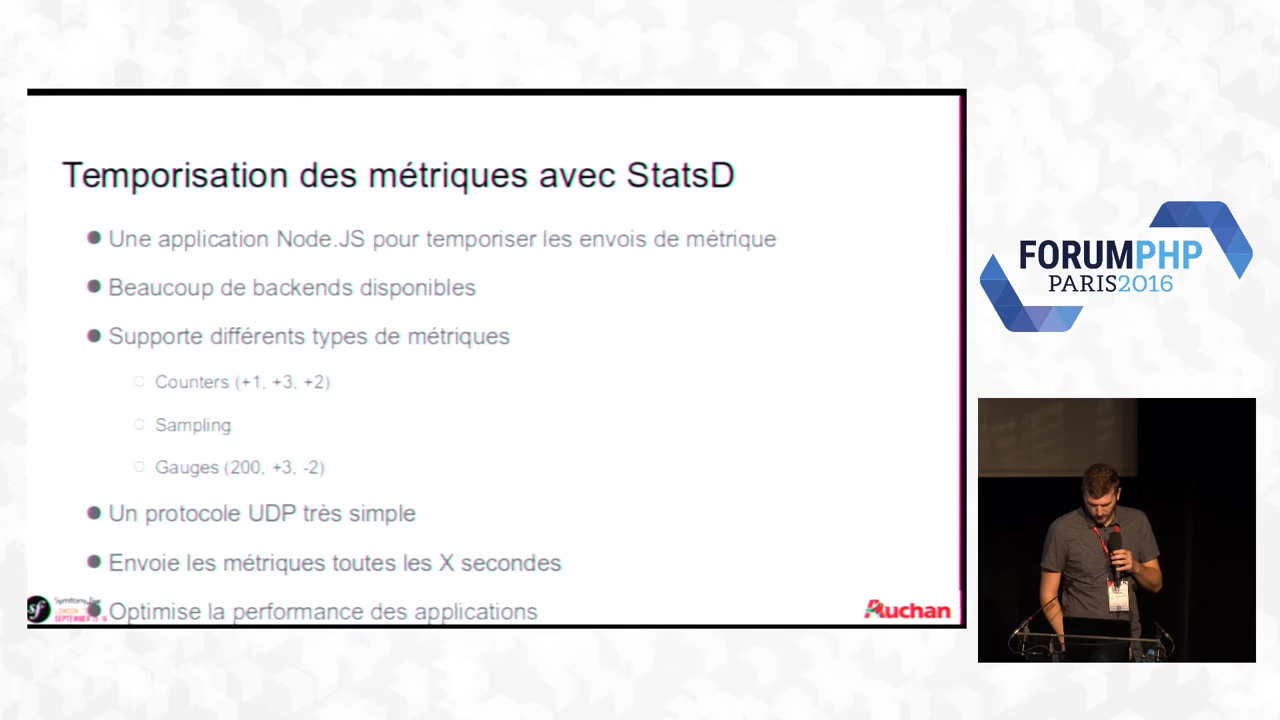 Temporisation des métriques avec StatsD
Une application Node.JS pour temporiser les envois de métrique
Beaucoup de backends disponibles
Supporte différents types de métriques
Counters (+1, +3, +2)
Sampling
Gauges (200, +3, -2)
Un protocole UDP très simple
Envoie les métriques toutes les X secondes
Optimise la performance des applications
sf
SEPTEMBER
Auchan
FORUMPHP
PARIS2016